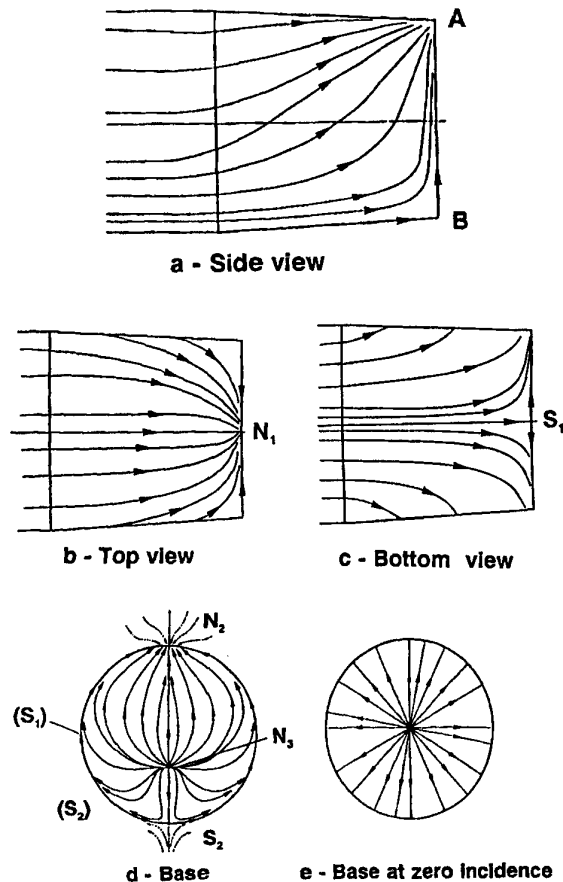 A
B
a - Side view
N1
b - Top view
S1
c - Bottom view
N2
(S1)
N3
(S2)
S2
d - Base
e - Base at zero incidence